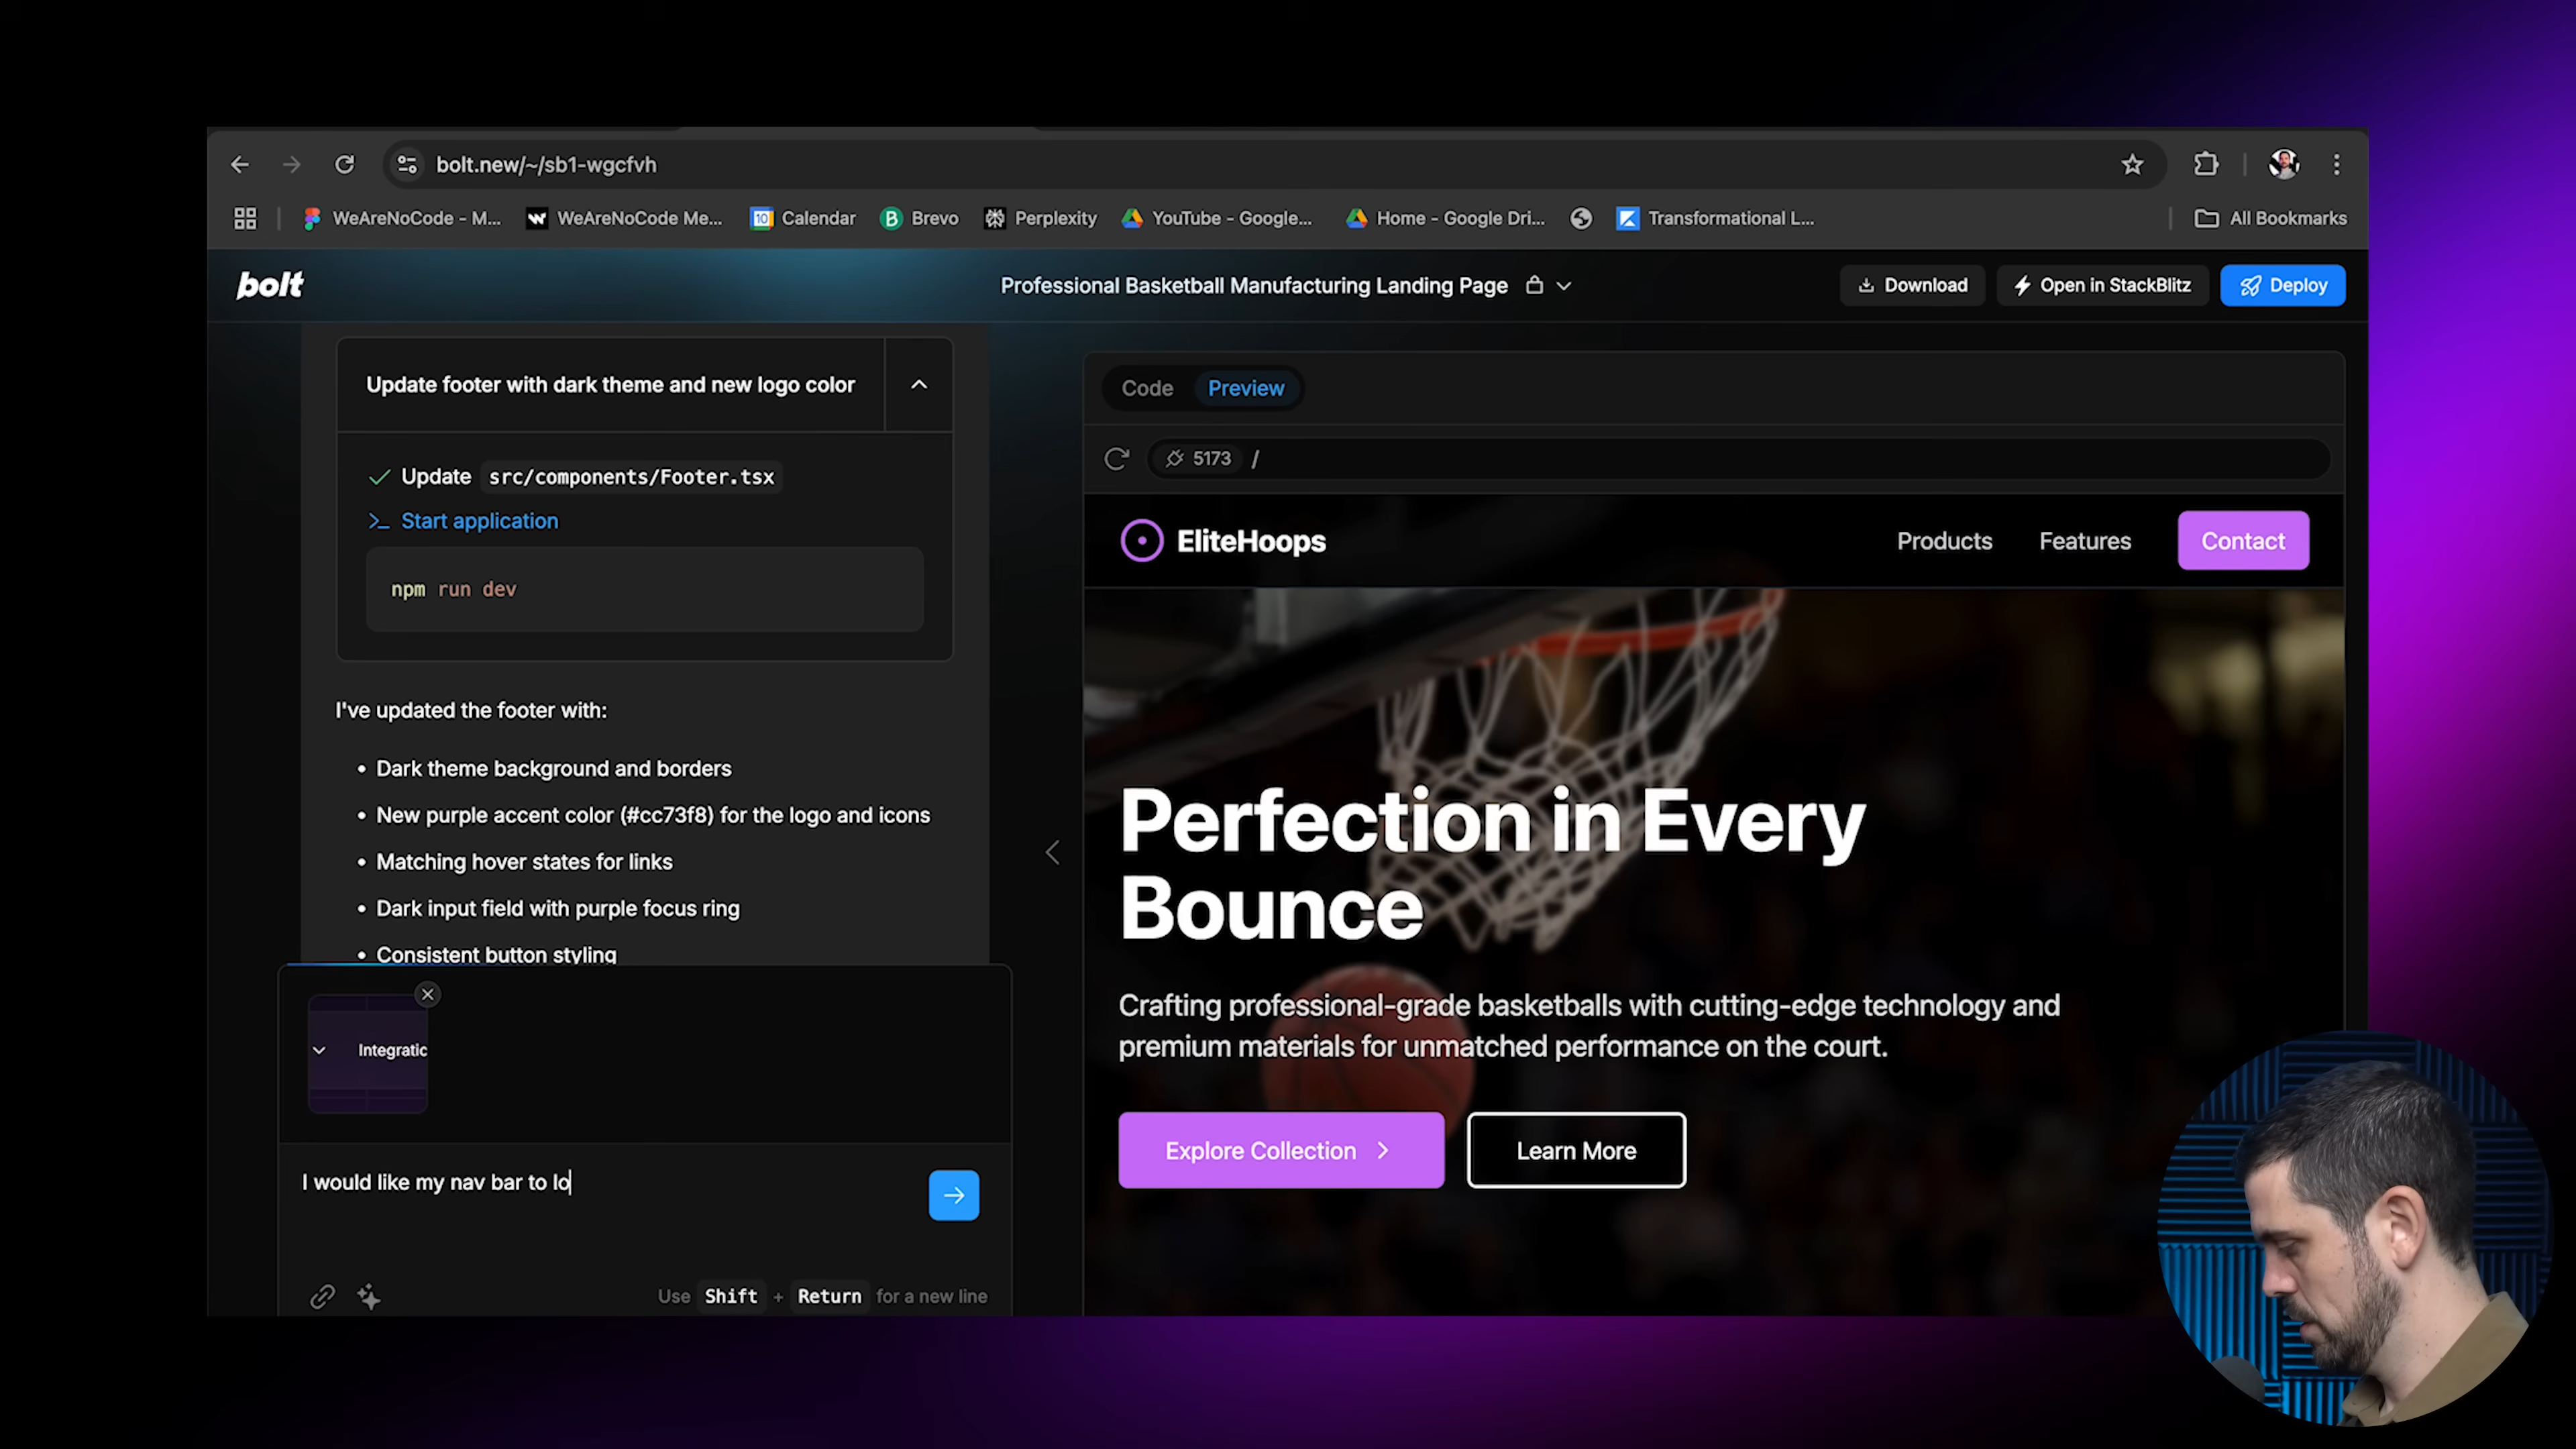 bolt.new/~/sb1-wgcfvh
WeAreNoCode - M...
WeAreNoCode Me...
10
Calendar
B
Brevo
Perplexity
YouTube - Google...
Home - Google Dri...
Transformational L...
All Bookmarks
bolt
Professional Basketball Manufacturing Landing Page
Download
Open in StackBlitz
Deploy
Update footer with dark theme and new logo color
Update src/components/Footer.tsx
Start application
npm run dev
I've updated the footer with:
• Dark theme background and borders
• New purple accent color (#cc73f8) for the logo and icons
• Matching hover states for links
• Dark input field with purple focus ring
• Consistent button styling
Integratic
I would like my nav bar to lo
Use Shift + Return for a new line
Code
Preview
5173 /
EliteHoops
Products
Features
Contact
Perfection in Every
Bounce
Crafting professional-grade basketballs with cutting-edge technology and
premium materials for unmatched performance on the court.
Explore Collection
Learn More